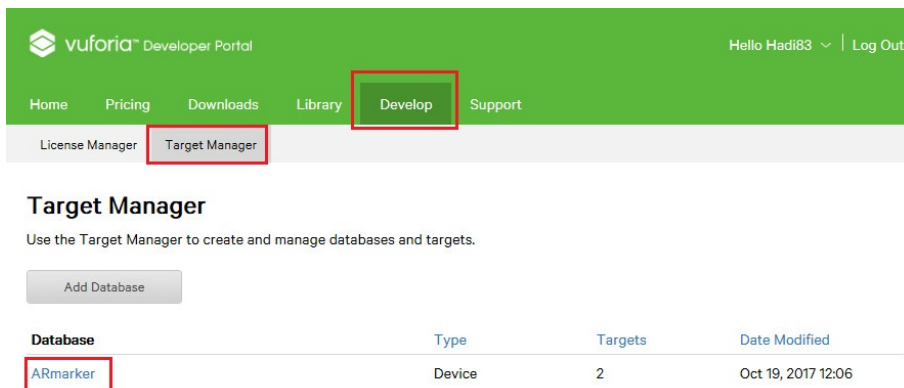 vuforia™ Developer Portal
Hello Hadi83 | Log Out
Home Pricing Downloads Library Develop Support
License Manager Target Manager
Target Manager
Use the Target Manager to create and manage databases and targets.
Add Database
Database Type Targets Date Modified
ARmarker Device 2 Oct 19, 2017 12:06